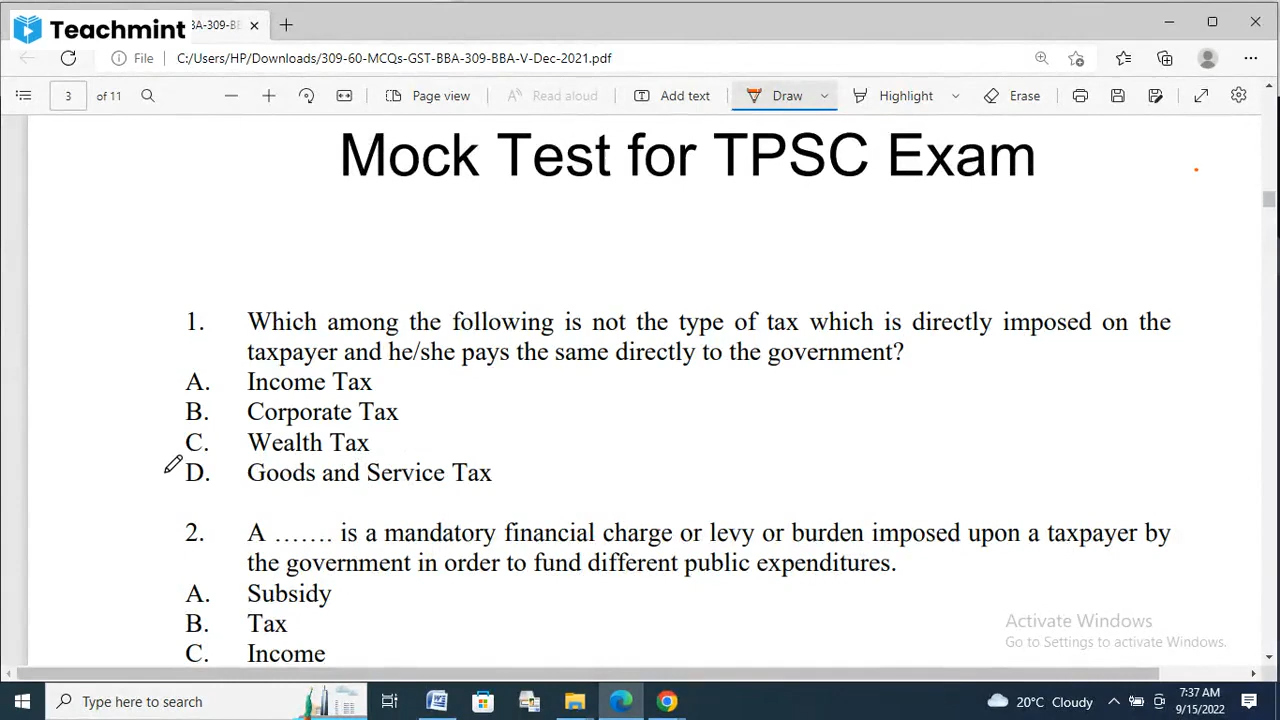 Teachmint
BA-309-BB
File
C:/Users/HP/Downloads/309-60-MCQs-GST-BBA-309-BBA-V-Dec-2021.pdf
3 of 11
Page view
Read aloud
Add text
Draw
Highlight
Erase
Mock Test for TPSC Exam
1. Which among the following is not the type of tax which is directly imposed on the
taxpayer and he/she pays the same directly to the government?
A. Income Tax
B. Corporate Tax
C. Wealth Tax
D. Goods and Service Tax
2. A ……. is a mandatory financial charge or levy or burden imposed upon a taxpayer by
the government in order to fund different public expenditures.
A. Subsidy
B. Tax
C. Income
Activate Windows
Go to Settings to activate Windows.
Type here to search
20°C Cloudy
7:37 AM
9/15/2022